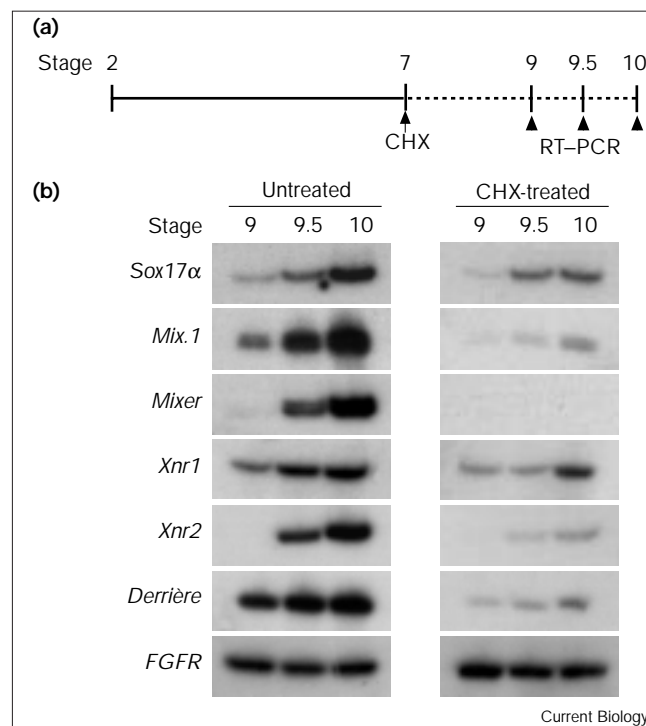 (a)
Stage 2 7 9 9.5 10
CHX RT–PCR
(b)
Untreated CHX-treated
Stage 9 9.5 10 9 9.5 10
Sox17α
Mix.1
Mixer
Xnr1
Xnr2
Derrière
FGFR
Current Biology